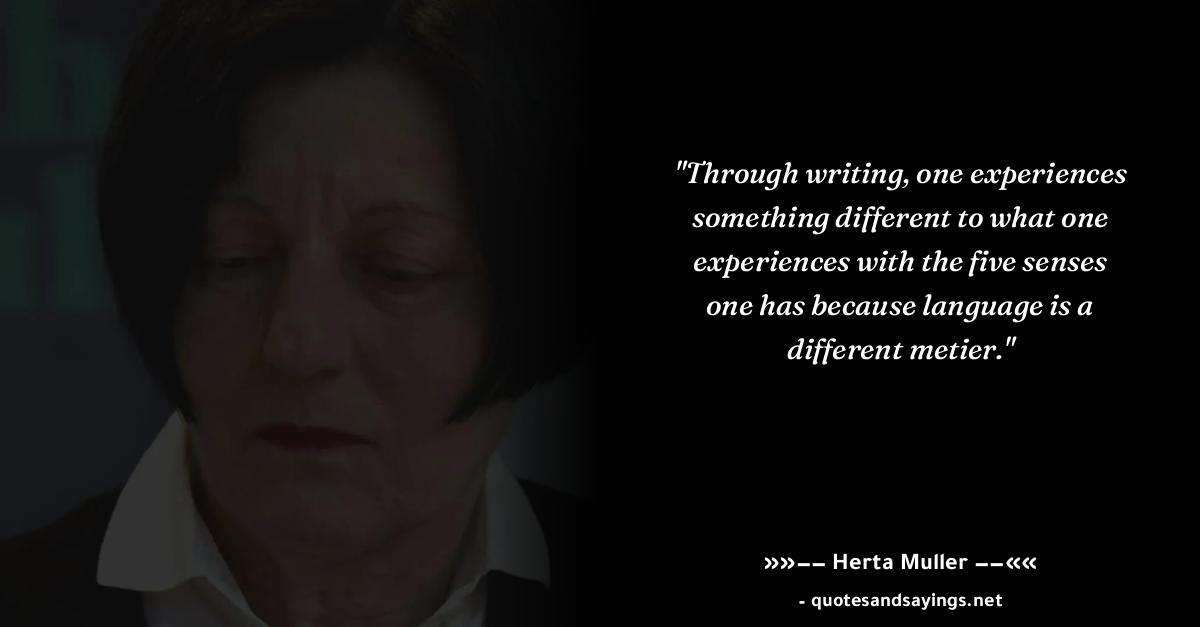 "Through writing, one experiences
something different to what one
experiences with the five senses
one has because language is a
different metier."
»»−− Herta Muller −−««
- quotesandsayings.net